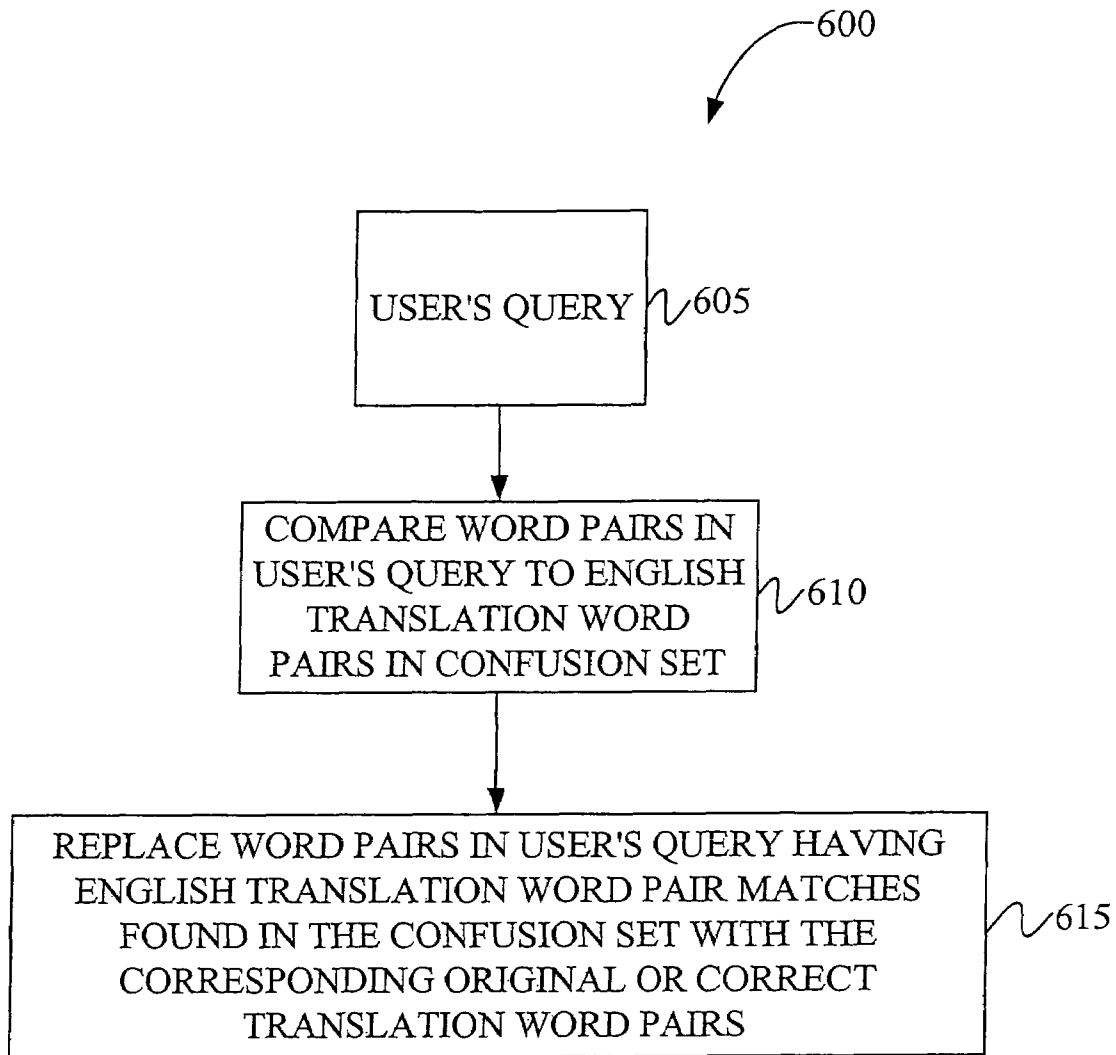 600
USER'S QUERY
605
COMPARE WORD PAIRS IN
USER'S QUERY TO ENGLISH
TRANSLATION WORD
PAIRS IN CONFUSION SET
610
REPLACE WORD PAIRS IN USER'S QUERY HAVING
ENGLISH TRANSLATION WORD PAIR MATCHES
FOUND IN THE CONFUSION SET WITH THE
CORRESPONDING ORIGINAL OR CORRECT
TRANSLATION WORD PAIRS
615